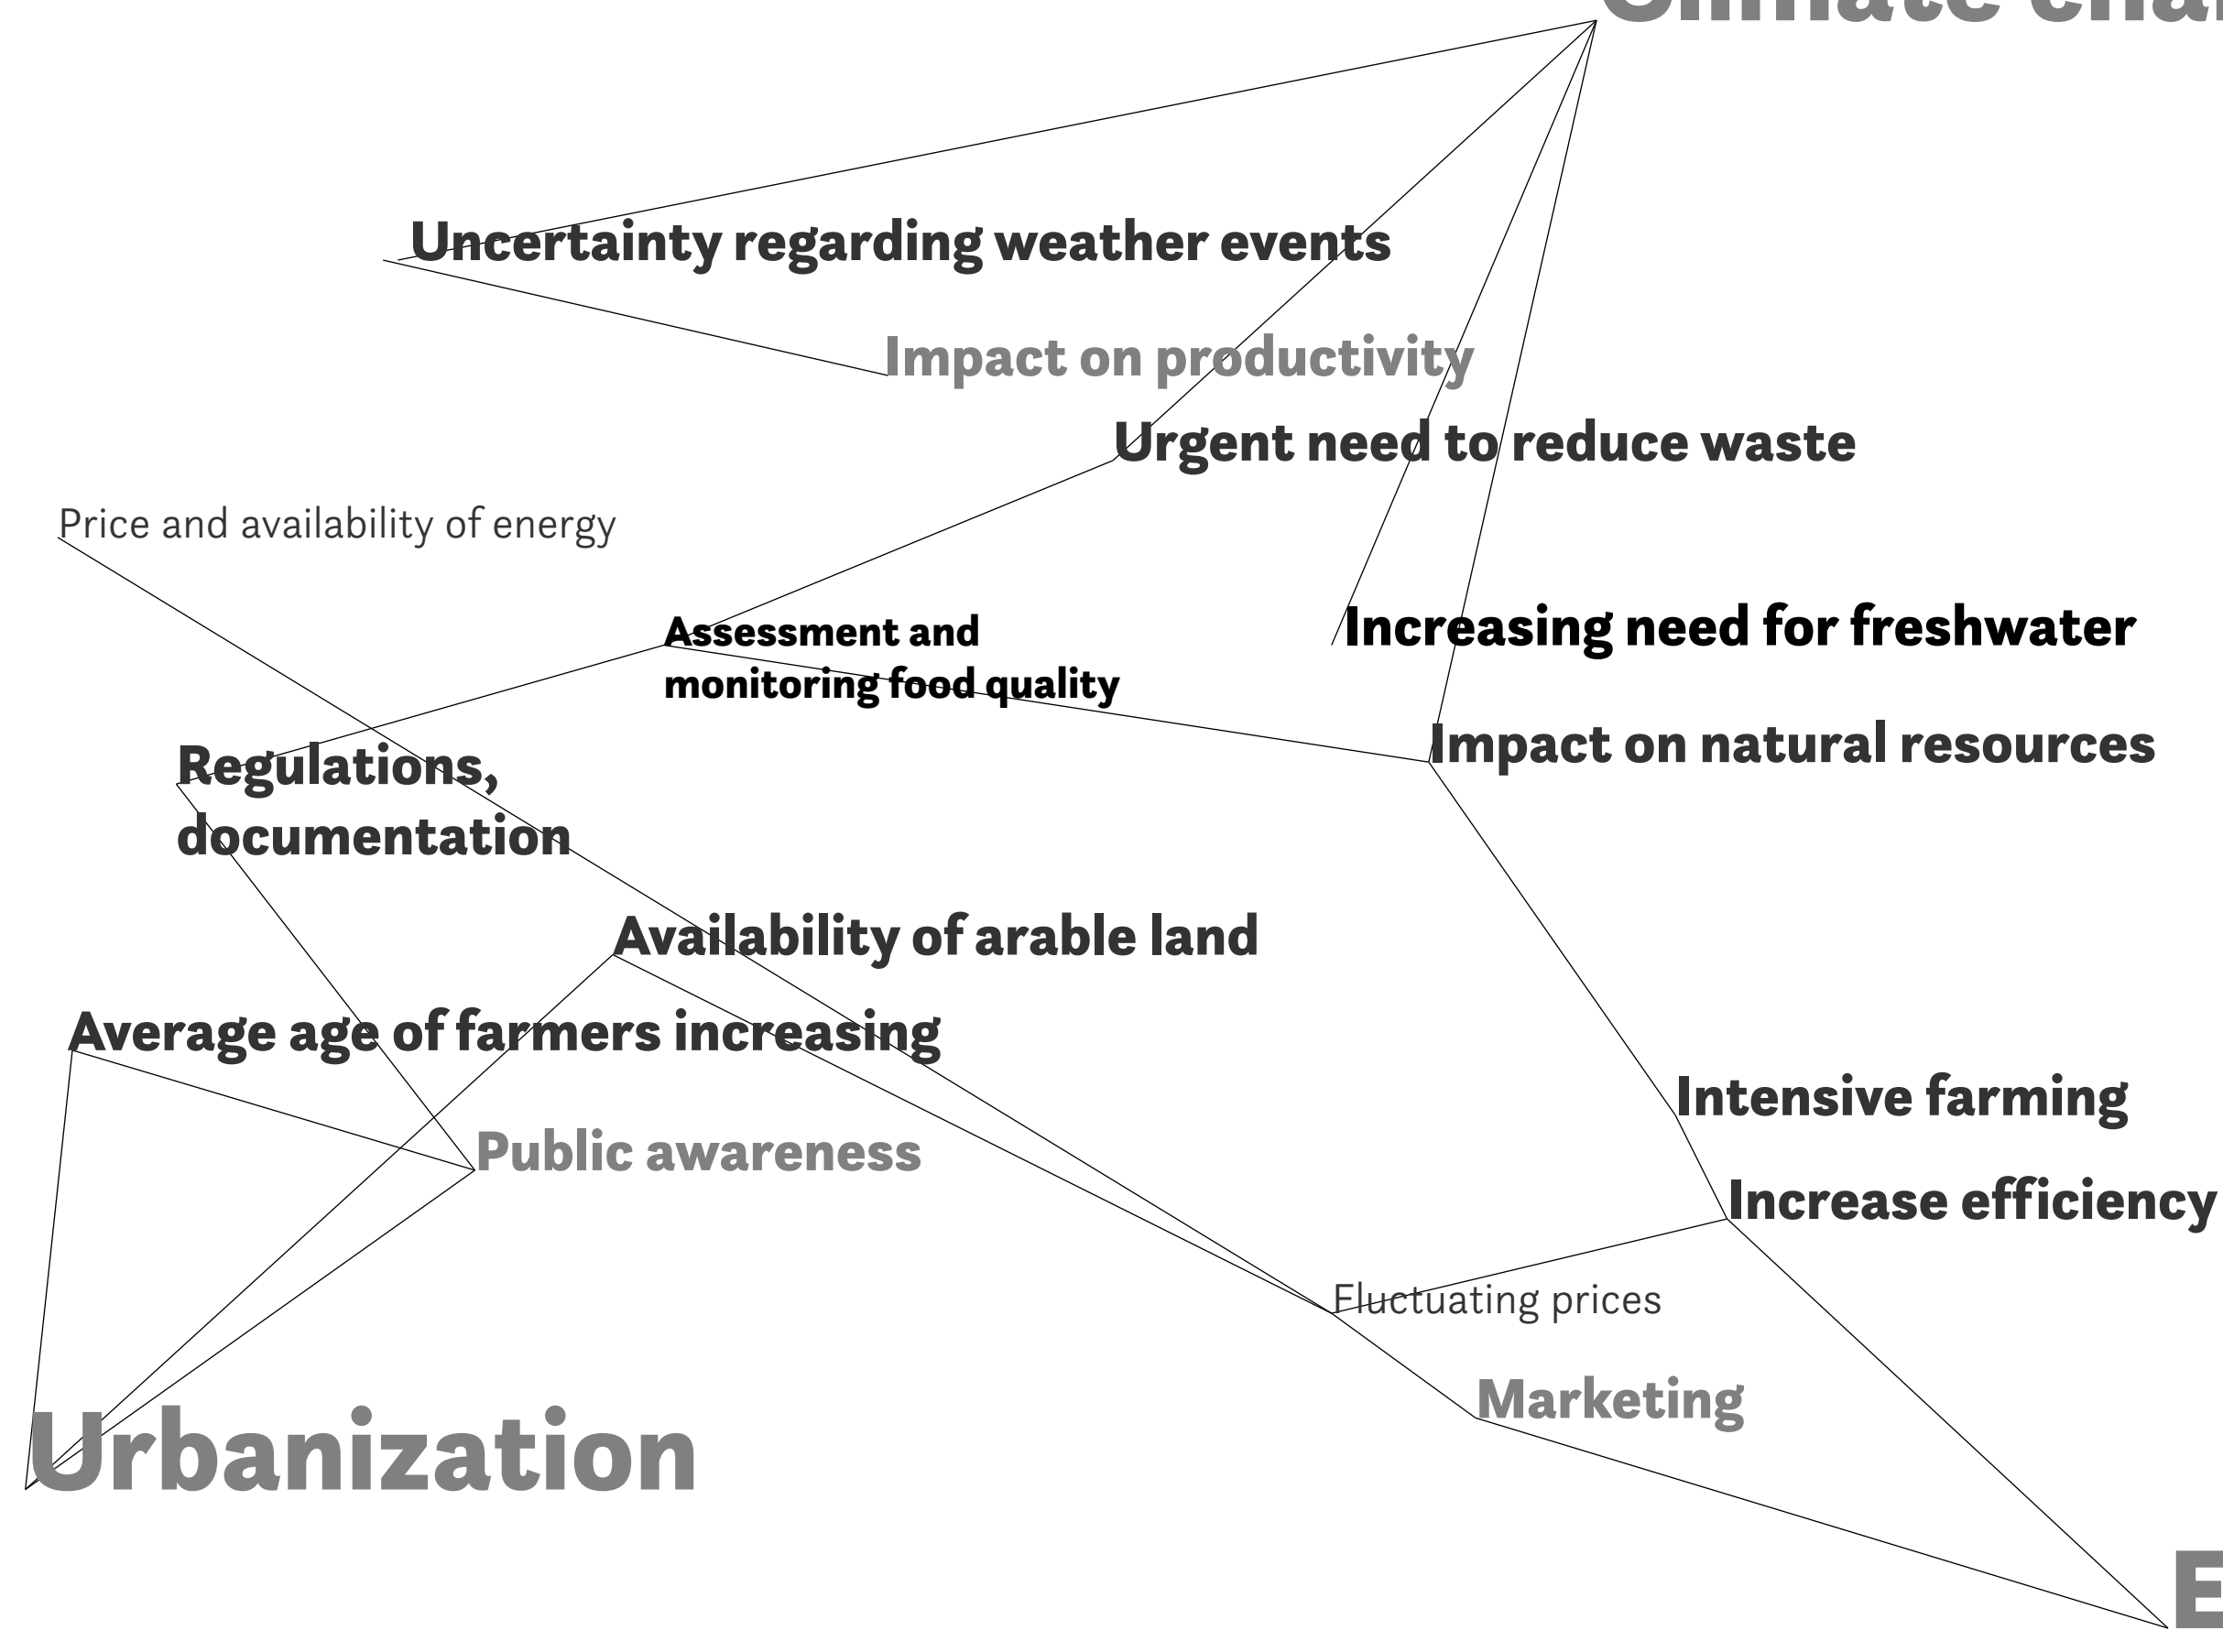 Climate cha
Uncertainty regarding weather events
Impact on productivity
Urgent need to reduce waste
Price and availability of energy
Assessment and
monitoring food quality
Increasing need for freshwater
Impact on natural resources
Regulations,
documentation
Availability of arable land
Average age of farmers increasing
Intensive farming
Public awareness
Increase efficiency
Fluctuating prices
Marketing
Urbanization
E